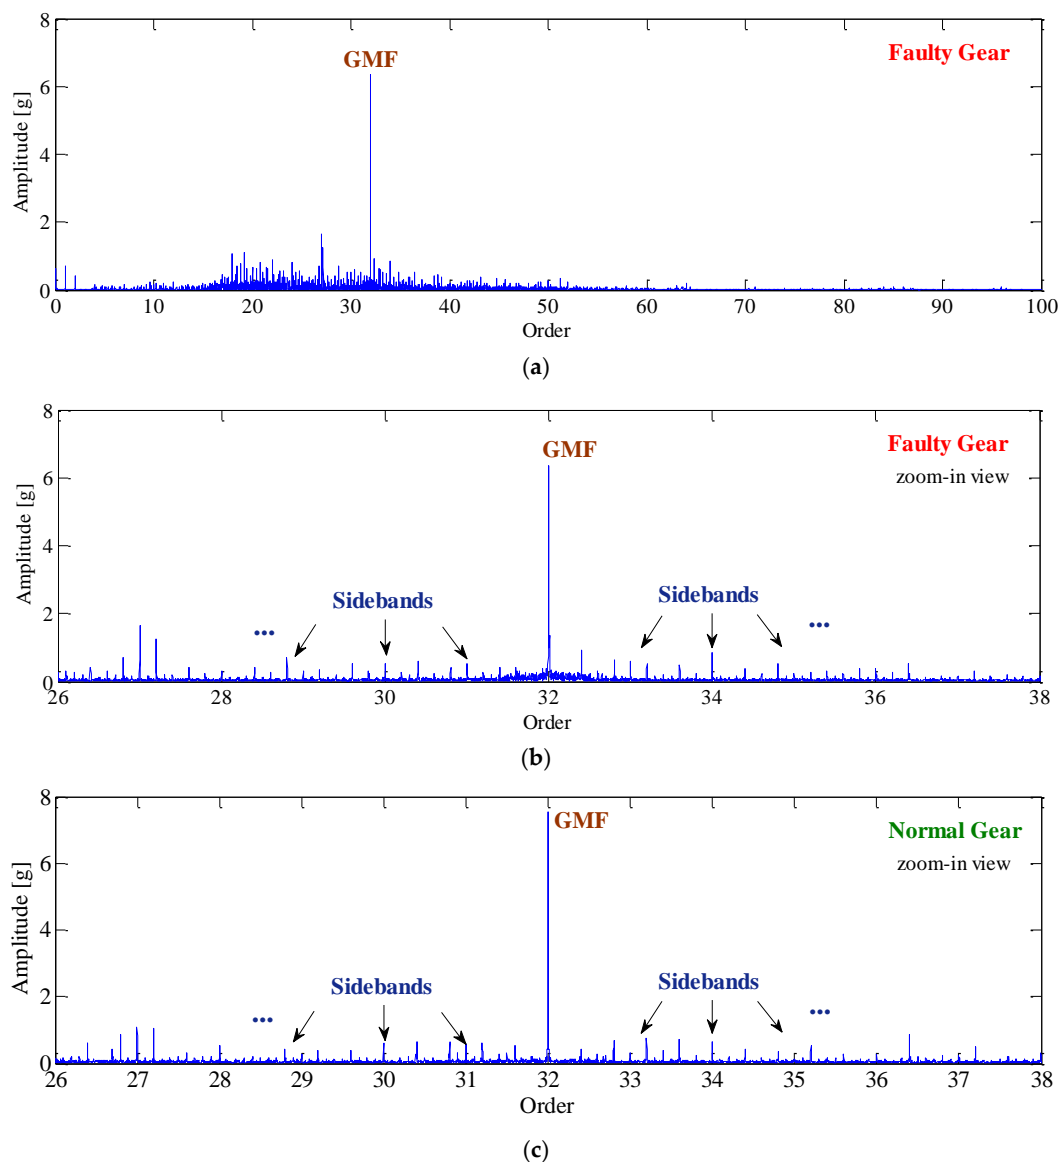 8
6
4
2
0
Amplitude [g]
GMF
Faulty Gear
0 10 20 30 40 50 60 70 80 90 100
Order
(a)
8
6
4
2
0
Amplitude [g]
GMF
Faulty Gear
zoom-in view
Sidebands
Sidebands
...
...
26 28 30 32 34 36 38
Order
(b)
8
6
4
2
0
Amplitude [g]
GMF
Normal Gear
zoom-in view
Sidebands
Sidebands
...
...
26 27 28 29 30 31 32 33 34 35 36 37 38
Order
(c)